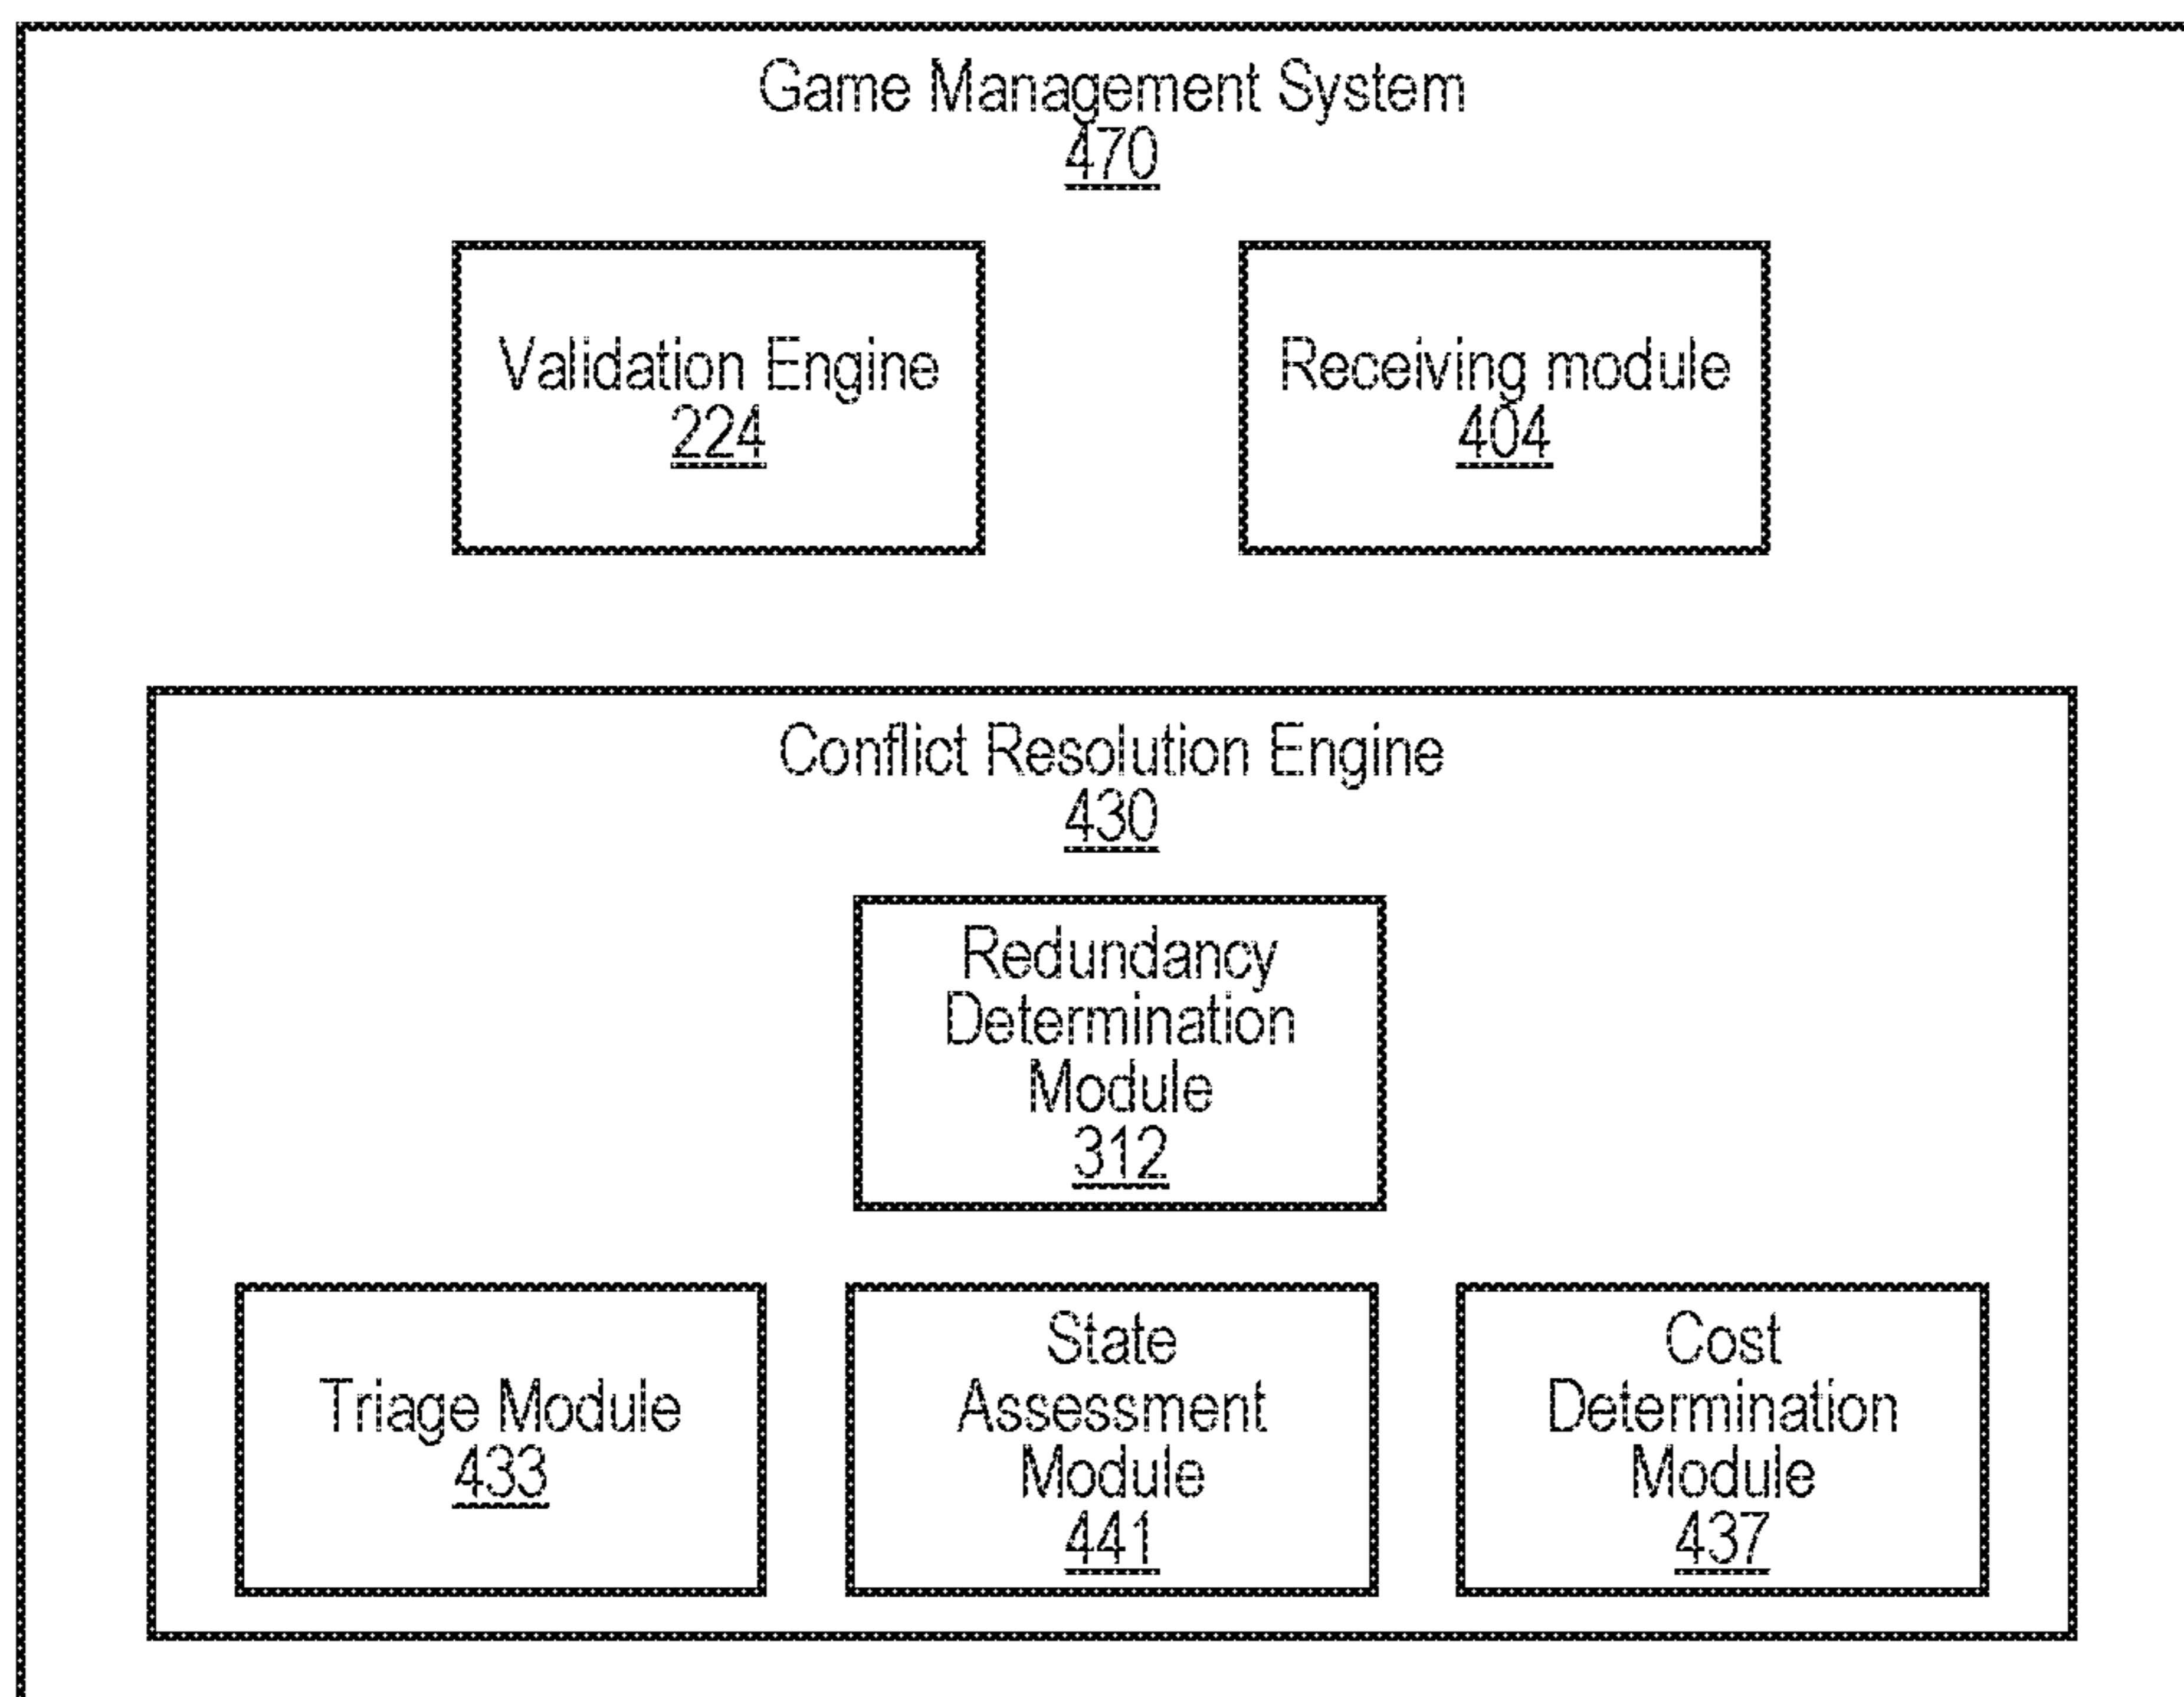 Game Management System
470
Validation Engine
224
Receiving module
404
Conflict Resolution Engine
430
Redundancy
Determination
Module
312
Triage Module
433
State
Assessment
Module
441
Cost
Determination
Module
437